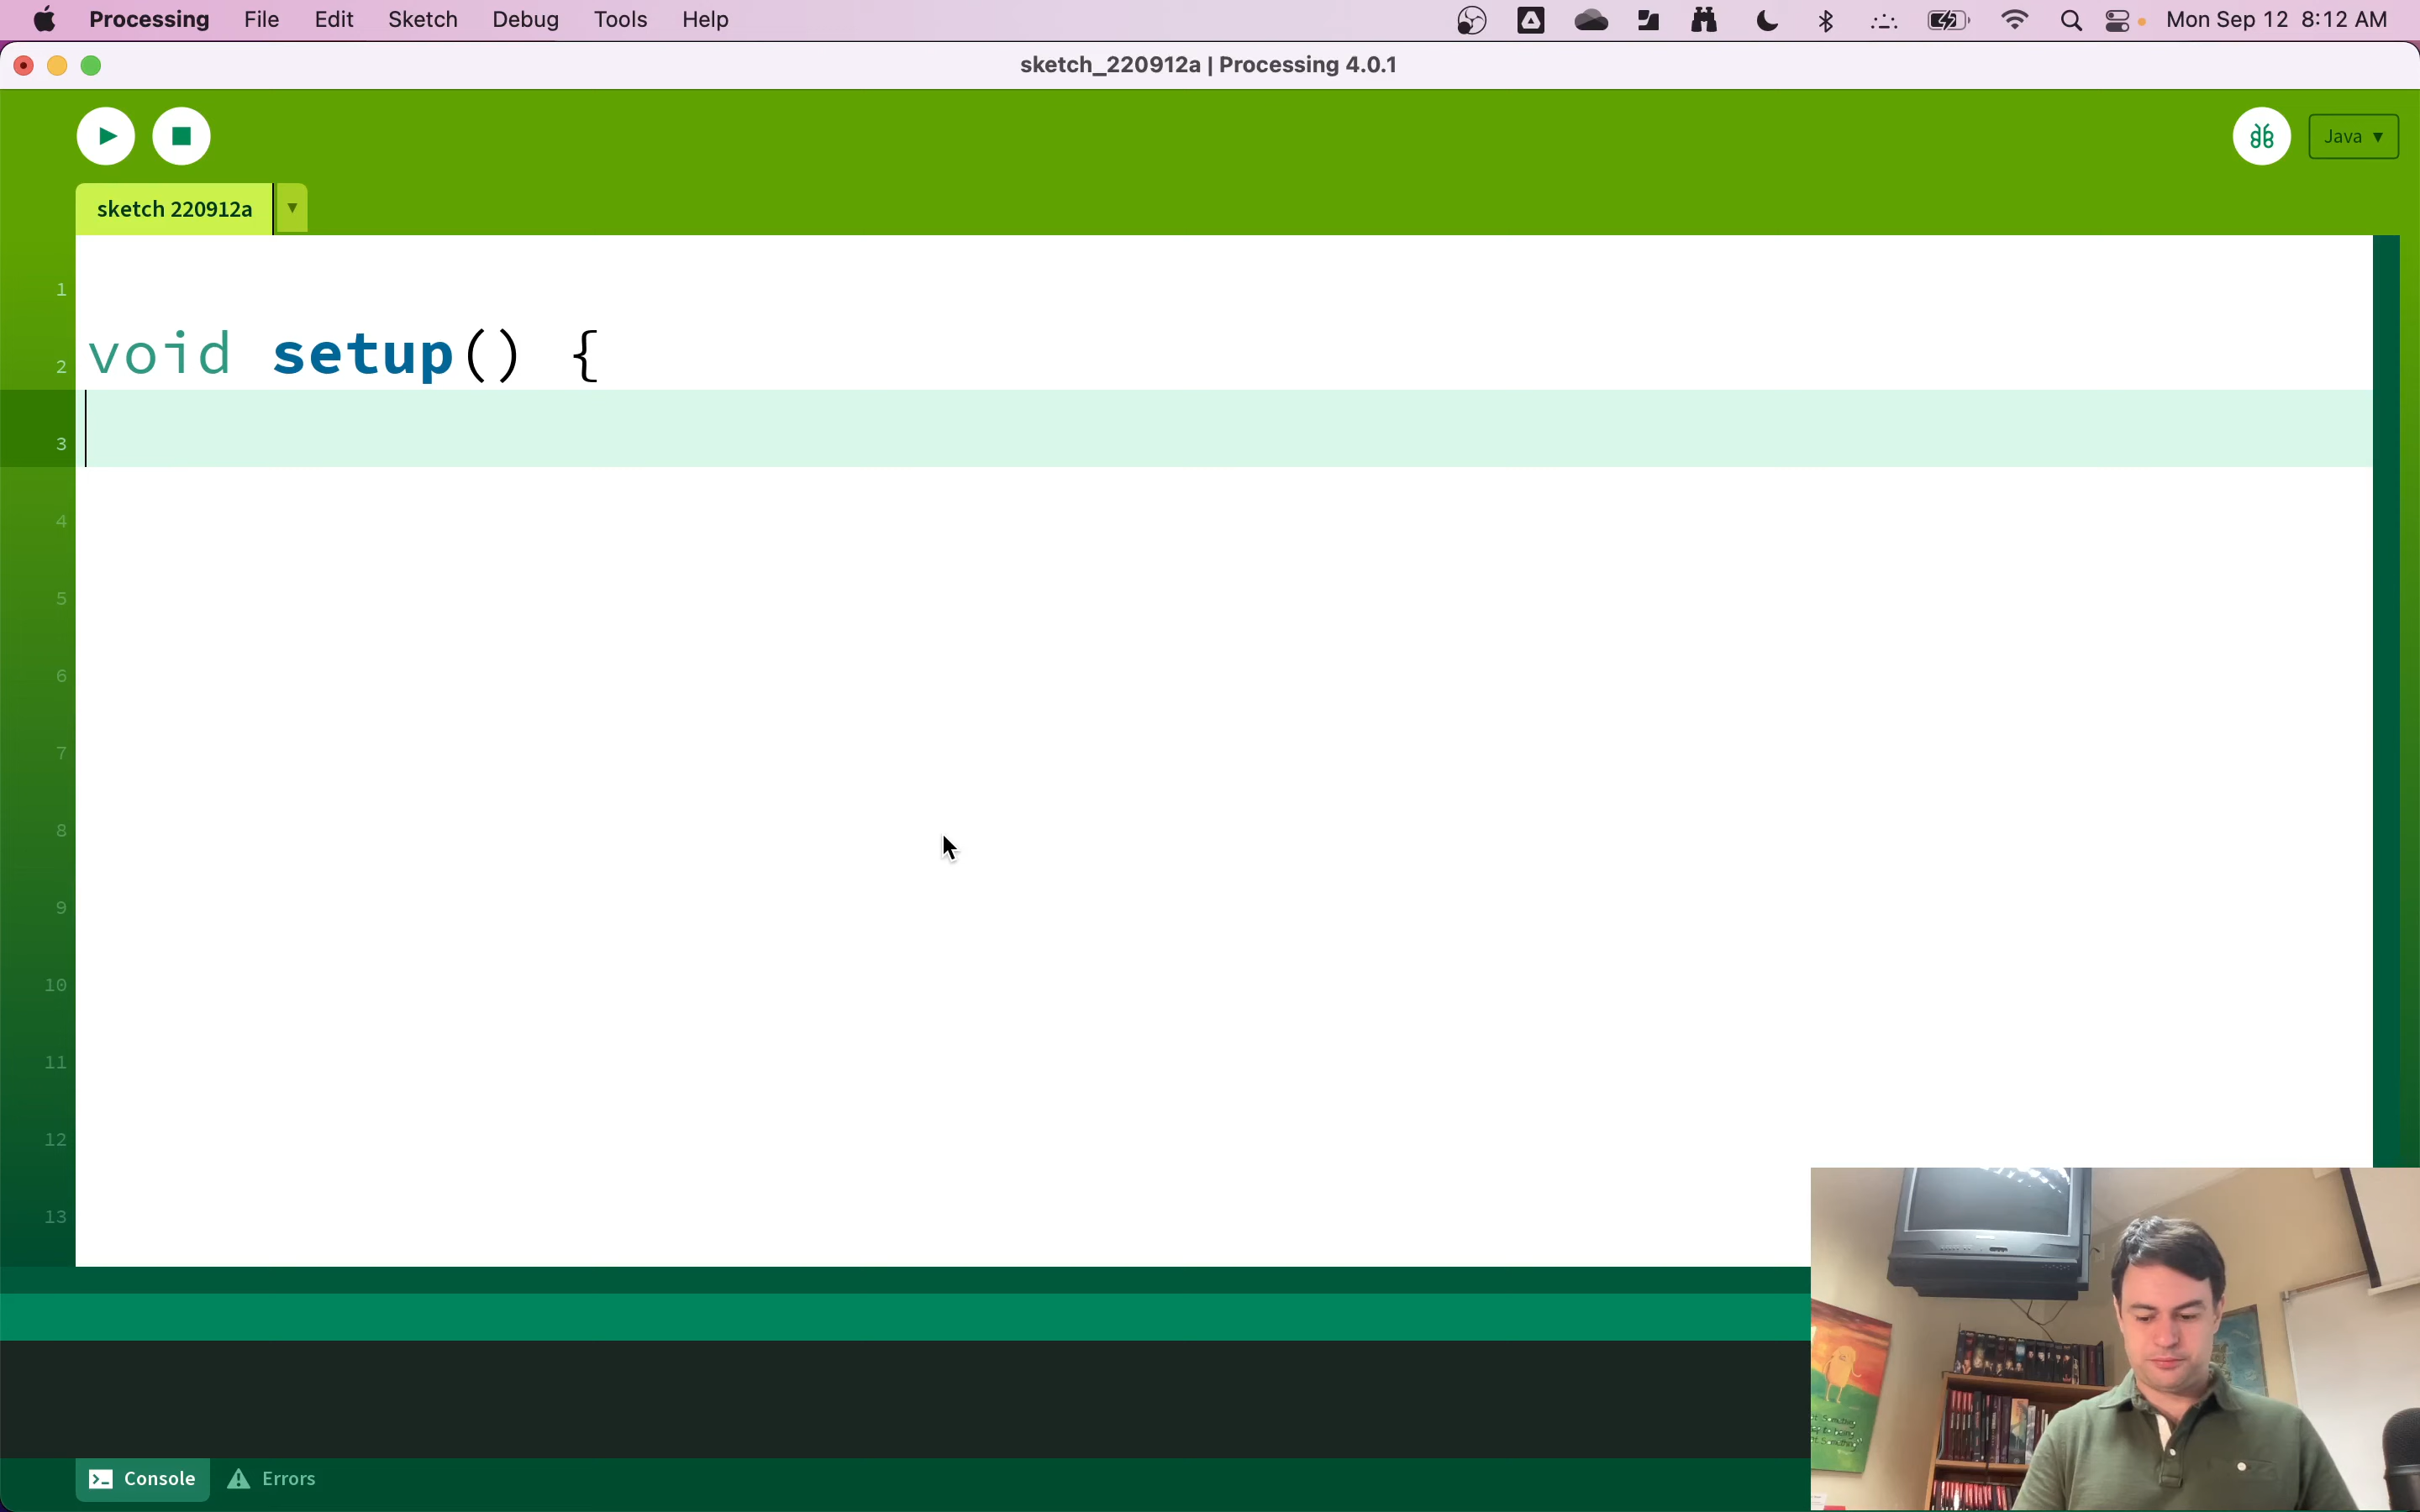 Processing File Edit Sketch Debug Tools Help Mon Sep 12 8:12 AM
sketch_220912a | Processing 4.0.1
Java ▼
sketch 220912a ▼
1
2 void setup() {
3
4
5
6
7
8
9
10
11
12
13
Console Errors